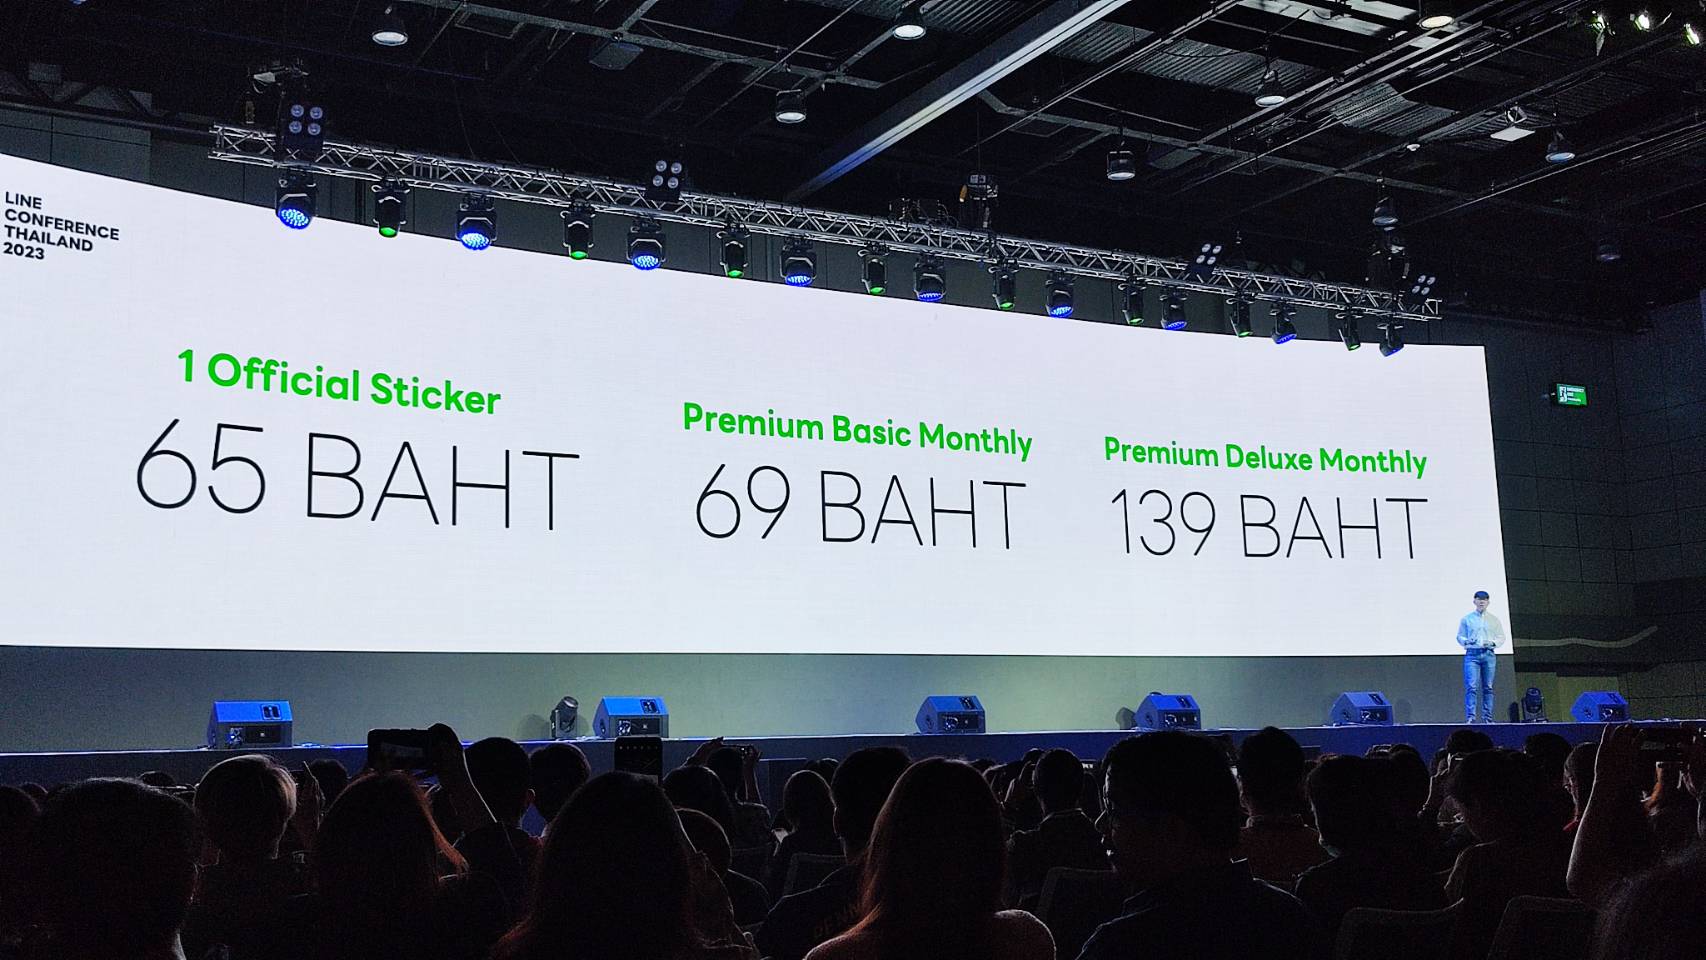 LINE
CONFERENCE
THAILAND
2023
1 Official Sticker
65 BAHT
Premium Basic Monthly
69 BAHT
Premium Deluxe Monthly
139 BAHT